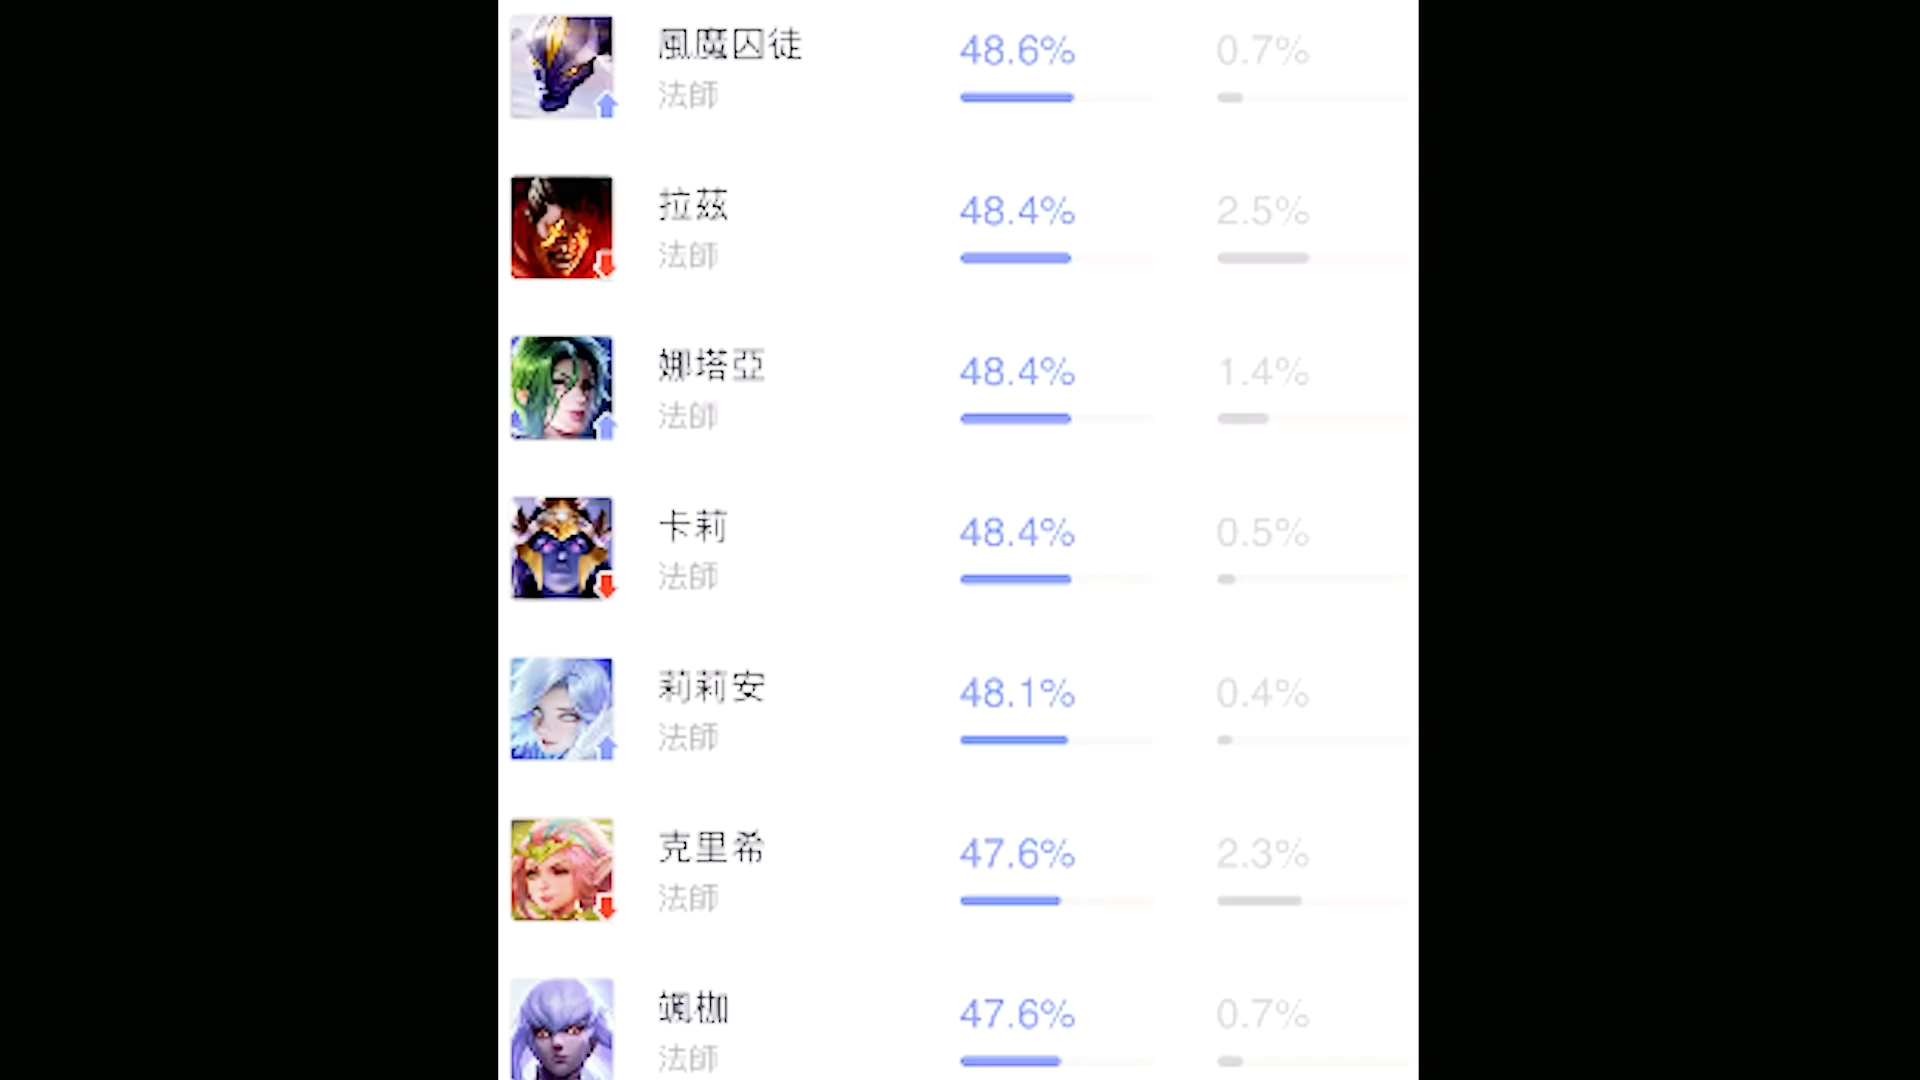 風魔囚徒 48.6% 0.7%
法師
拉茲 48.4% 2.5%
法師
娜塔亞 48.4% 1.4%
法師
卡莉 48.4% 0.5%
法師
莉莉安 48.1% 0.4%
法師
克里希 47.6% 2.3%
法師
颯枷 47.6% 0.7%
法師